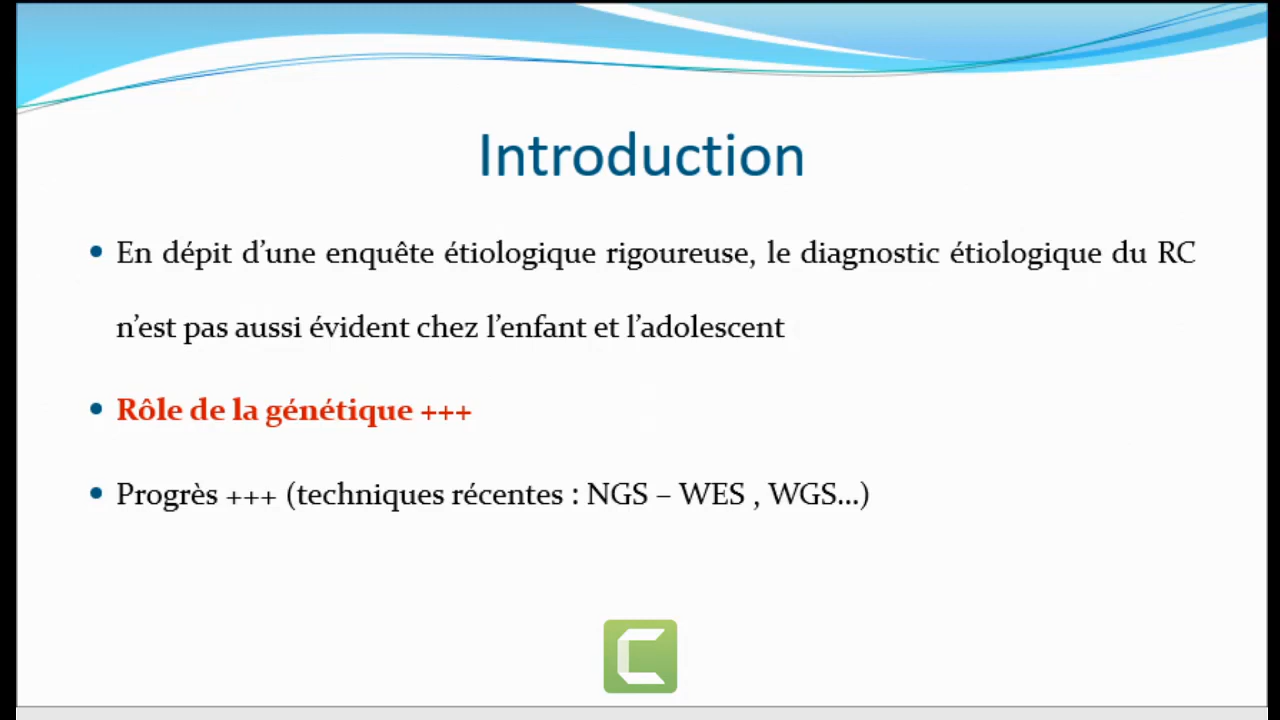 Introduction
• En dépit d’une enquête étiologique rigoureuse, le diagnostic étiologique du RC
n’est pas aussi évident chez l’enfant et l’adolescent
• Rôle de la génétique +++
• Progrès +++ (techniques récentes : NGS – WES , WGS...)